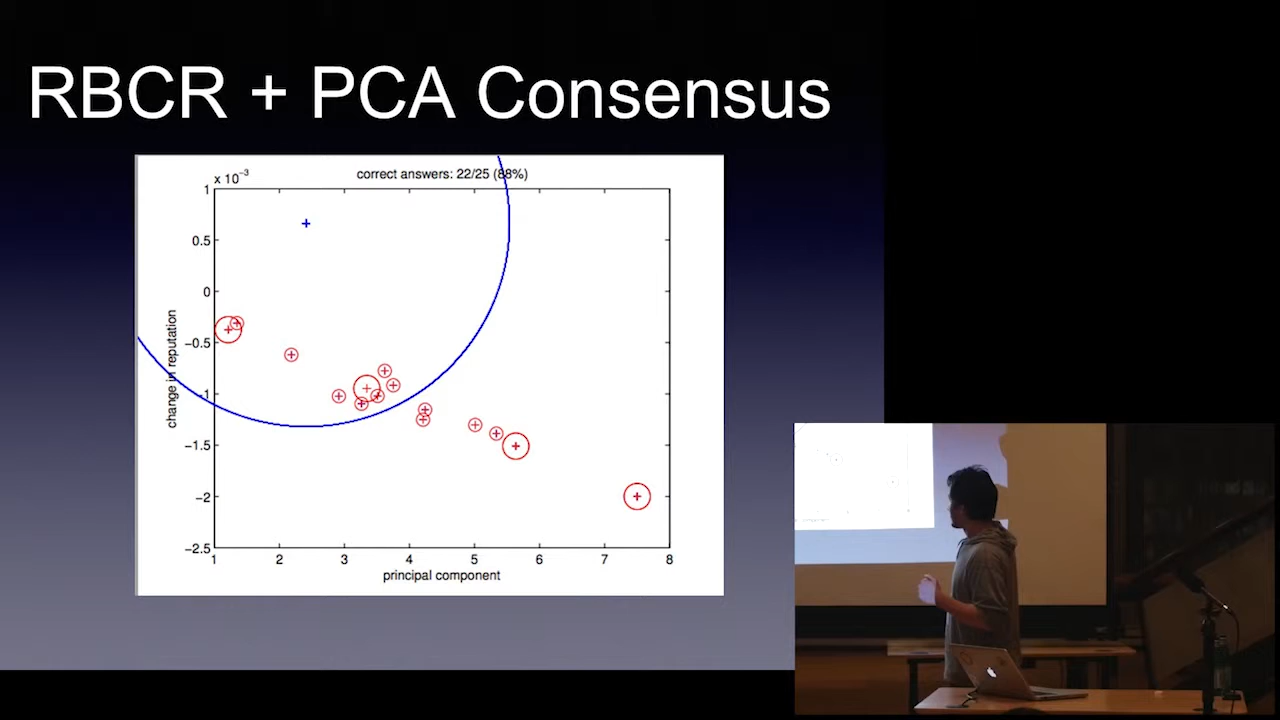 RBCR + PCA Consensus
correct answers: 22/25 (88%)
x 10⁻³
1
0.5
0
−0.5
−1
−1.5
−2
−2.5
change in reputation
1 2 3 4 5 6 7 8
principal component